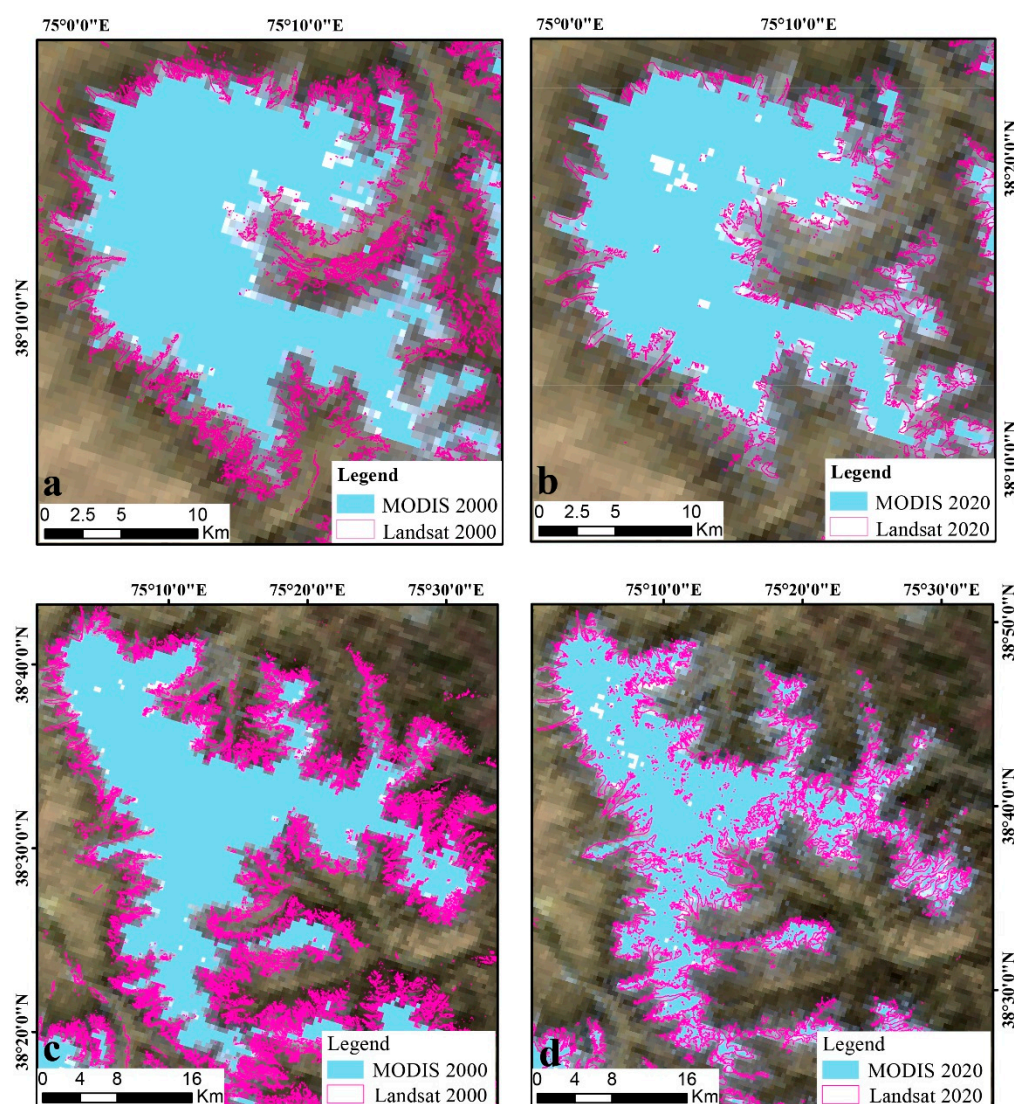 75°0'0"E 75°10'0"E
38°10'0"N
Legend
MODIS 2000
Landsat 2000
a
0 2.5 5 10
Km
75°0'0"E 75°10'0"E
38°20'0"N
38°10'0"N
Legend
MODIS 2020
Landsat 2020
b
0 2.5 5 10
Km
75°10'0"E 75°20'0"E 75°30'0"E
38°40'0"N
38°30'0"N
38°20'0"N
Legend
MODIS 2000
Landsat 2000
c
0 4 8 16
Km
75°10'0"E 75°20'0"E 75°30'0"E
38°50'0"N
38°40'0"N
38°30'0"N
Legend
MODIS 2020
Landsat 2020
d
0 4 8 16
Km